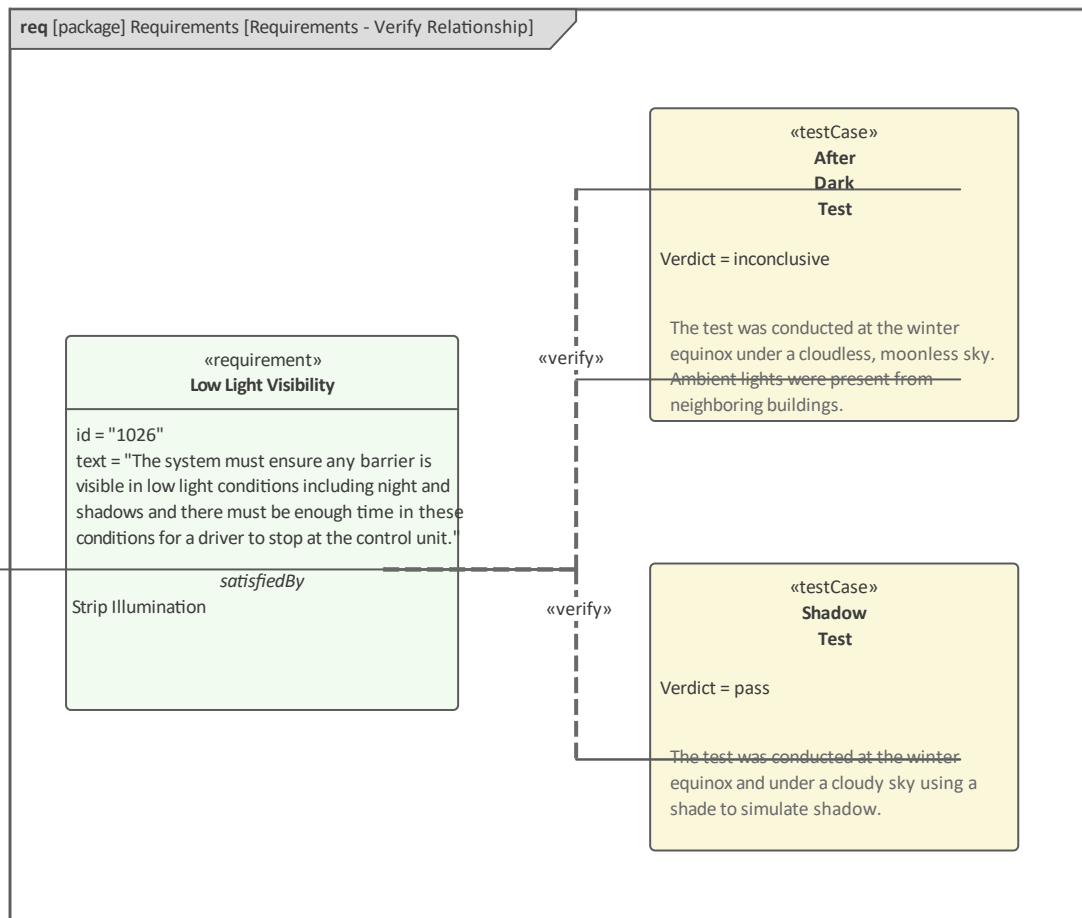 req [package] Requirements [Requirements - Verify Relationship]
«testCase»
After
Dark
Test
Verdict = inconclusive
The test was conducted at the winter
equinox under a cloudless, moonless sky.
Ambient lights were present from
neighboring buildings.
«verify»
«requirement»
Low Light Visibility
id = "1026"
text = "The system must ensure any barrier is
visible in low light conditions including night and
shadows and there must be enough time in these
conditions for a driver to stop at the control unit."
satisfiedBy
Strip Illumination
«verify»
«testCase»
Shadow
Test
Verdict = pass
The test was conducted at the winter
equinox and under a cloudy sky using a
shade to simulate shadow.